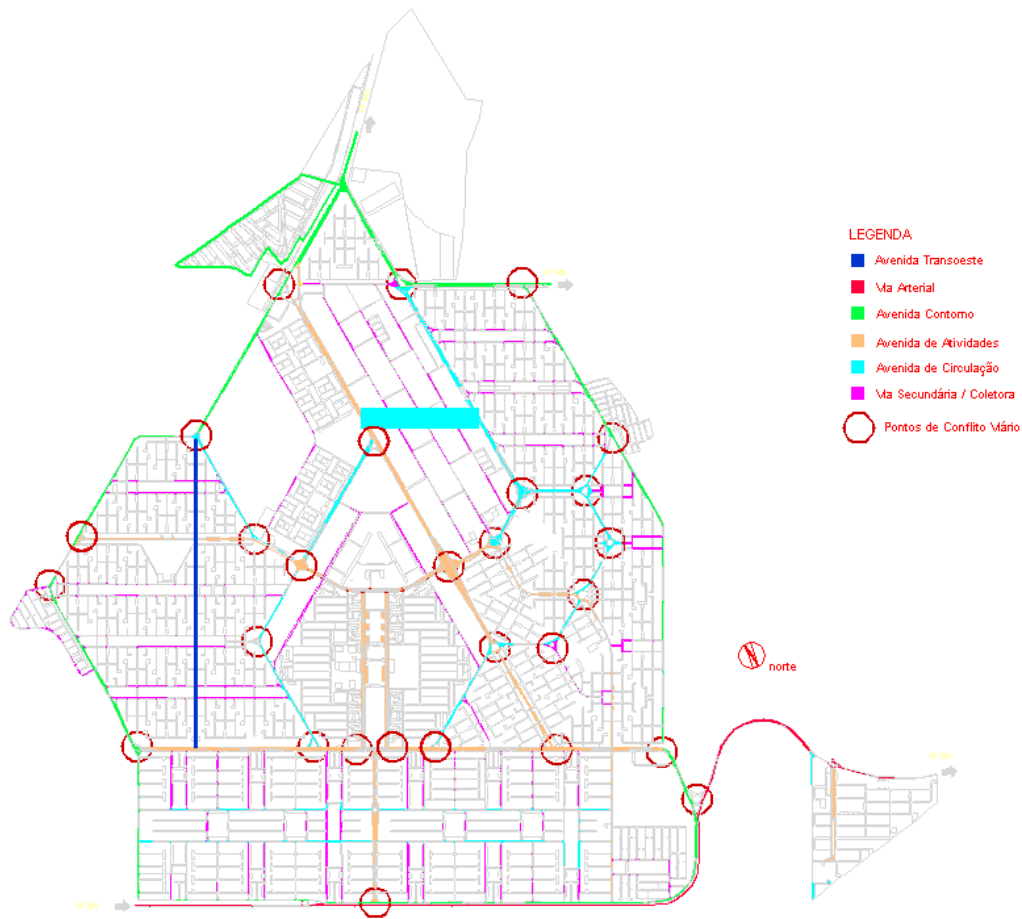 LEGENDA
Avenida Transoeste
Via Arterial
Avenida Contorno
Avenida de Atividades
Avenida de Circulação
Via Secundária / Coletora
Pontos de Conflito Viário
norte